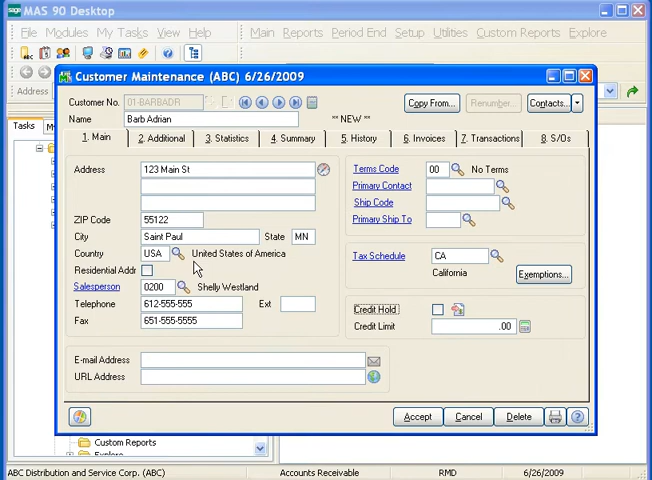 sage MAS 90 Desktop
File Modules My Tasks View Help Main Reports Period End Setup Utilities Custom Reports Explore
Address
Tasks
Customer Maintenance (ABC) 6/26/2009
Customer No. 01-BARBADR Copy From... Renumber... Contacts...
Name Barb Adrian ** NEW **
1. Main 2. Additional 3. Statistics 4. Summary 5. History 6. Invoices 7. Transactions 8. S/Os
Address 123 Main St Terms Code 00 No Terms
Primary Contact
Ship Code
ZIP Code 55122 Primary Ship To
City Saint Paul State MN
Country USA United States of America Tax Schedule CA
Residential Addr California Exemptions...
Salesperson 0200 Shelly Westland
Telephone 612-555-555 Ext Credit Hold
Fax 651-555-5555 Credit Limit .00
E-mail Address
URL Address
Accept Cancel Delete
Custom Reports
Explore
ABC Distribution and Service Corp. (ABC) Accounts Receivable RMD 6/26/2009